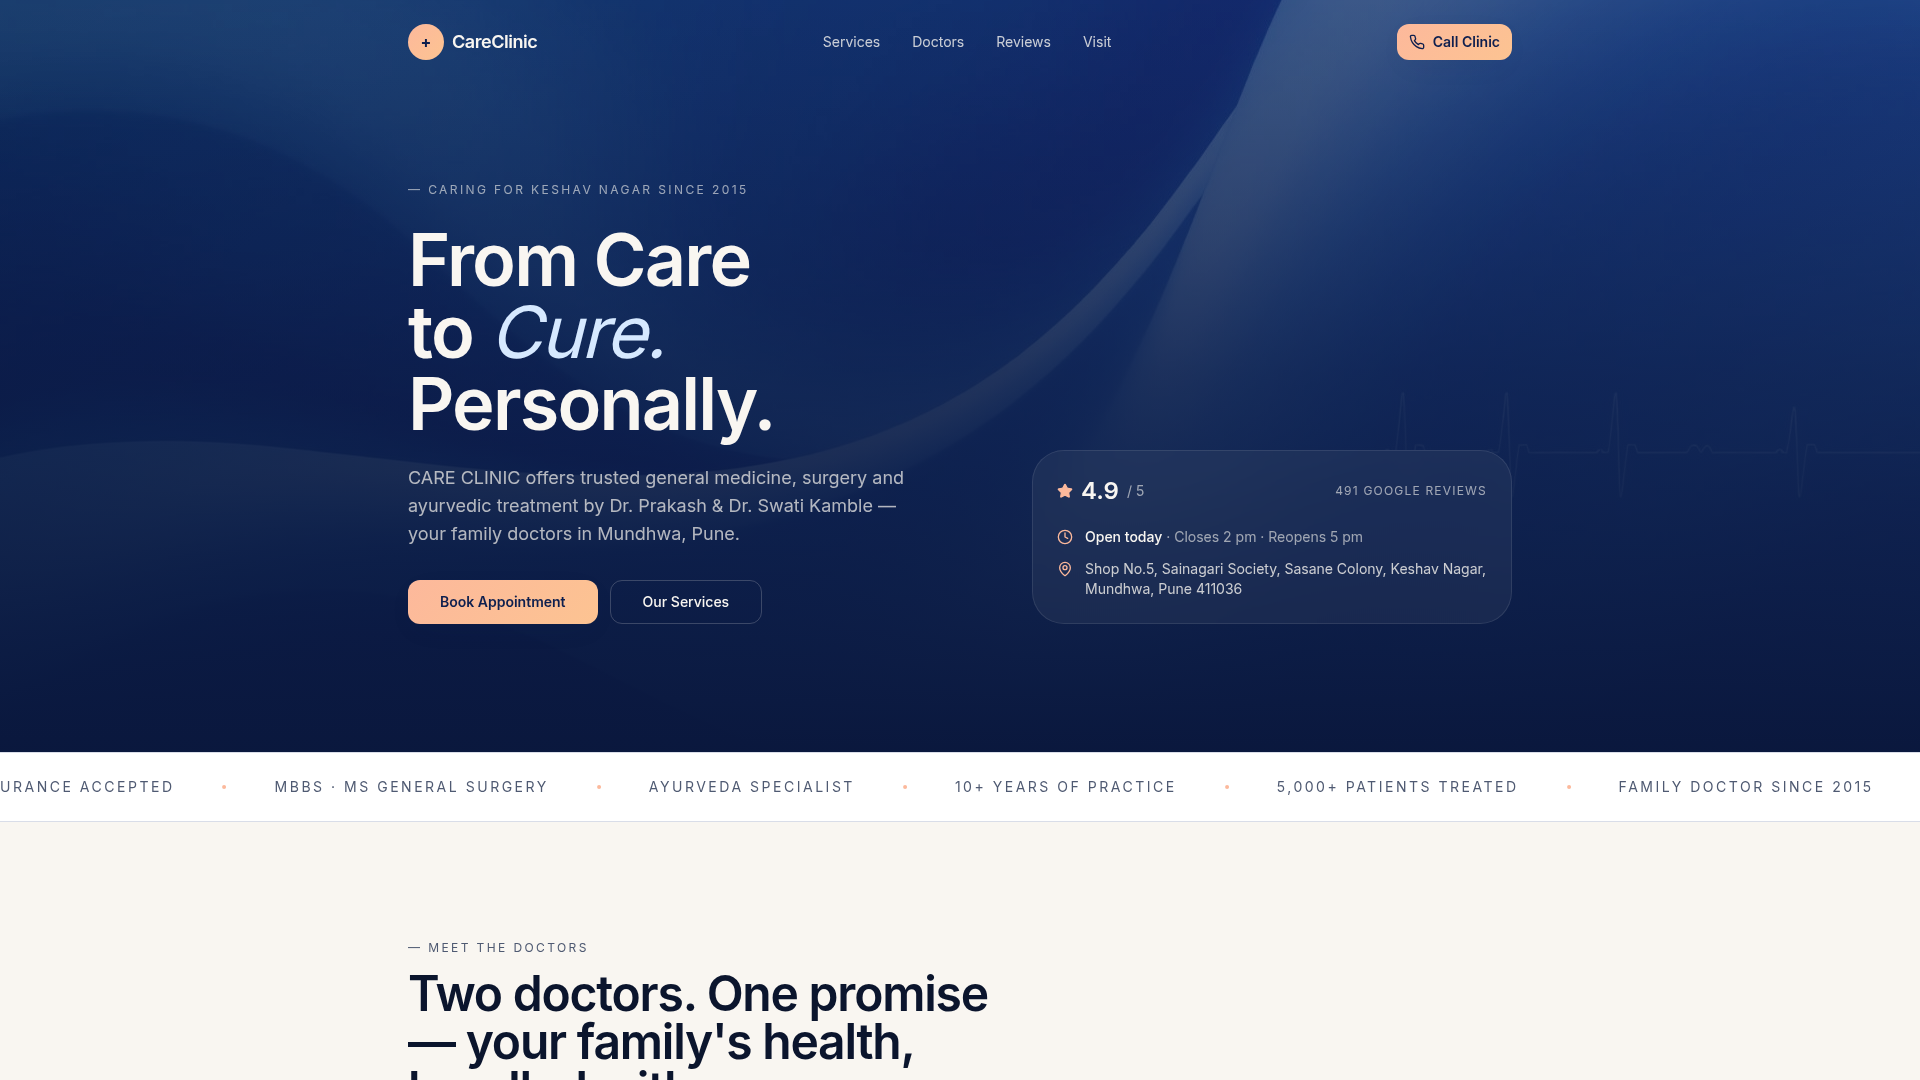 + CareClinic
Services Doctors Reviews Visit
Call Clinic
— CARING FOR KESHAV NAGAR SINCE 2015
From Care
to Cure.
Personally.
CARE CLINIC offers trusted general medicine, surgery and
ayurvedic treatment by Dr. Prakash & Dr. Swati Kamble —
your family doctors in Mundhwa, Pune.
Book Appointment
Our Services
4.9 / 5
491 GOOGLE REVIEWS
Open today · Closes 2 pm · Reopens 5 pm
Shop No.5, Sainagari Society, Sasane Colony, Keshav Nagar,
Mundhwa, Pune 411036
URANCE ACCEPTED • MBBS · MS GENERAL SURGERY • AYURVEDA SPECIALIST • 10+ YEARS OF PRACTICE • 5,000+ PATIENTS TREATED • FAMILY DOCTOR SINCE 2015
— MEET THE DOCTORS
Two doctors. One promise
— your family's health,